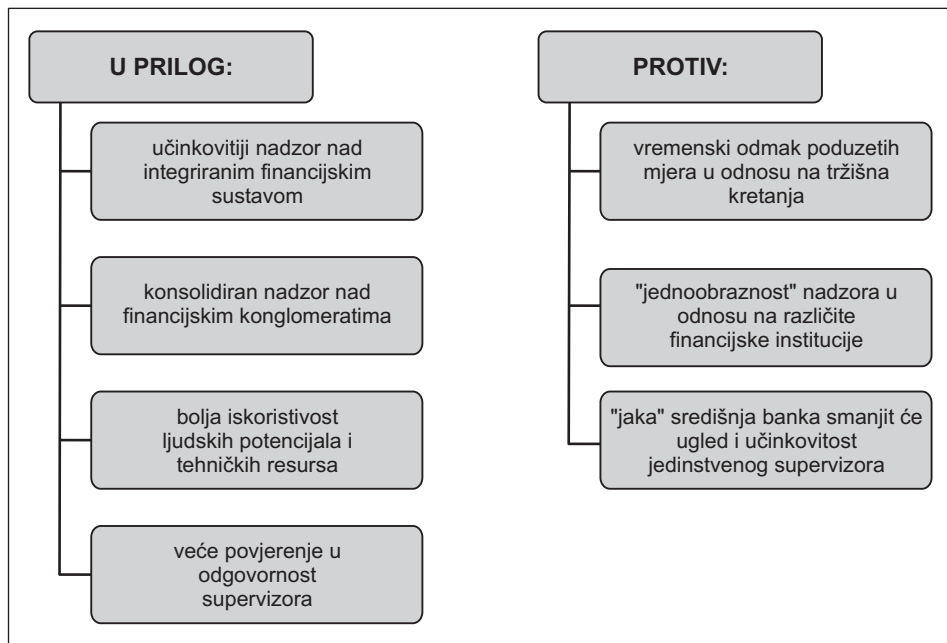 U PRILOG:
učinkovitiji nadzor nad
integriranim financijskim
sustavom
konsolidiran nadzor nad
financijskim konglomeratima
bolja iskoristivost
ljudskih potencijala i
tehničkih resursa
veće povjerenje u
odgovornost
supervizora
PROTIV:
vremenski odmak poduzetih
mjera u odnosu na tržišna
kretanja
"jednoobraznost" nadzora u
odnosu na različite
financijske institucije
"jaka" središnja banka smanjit će
ugled i učinkovitost
jedinstvenog supervizora